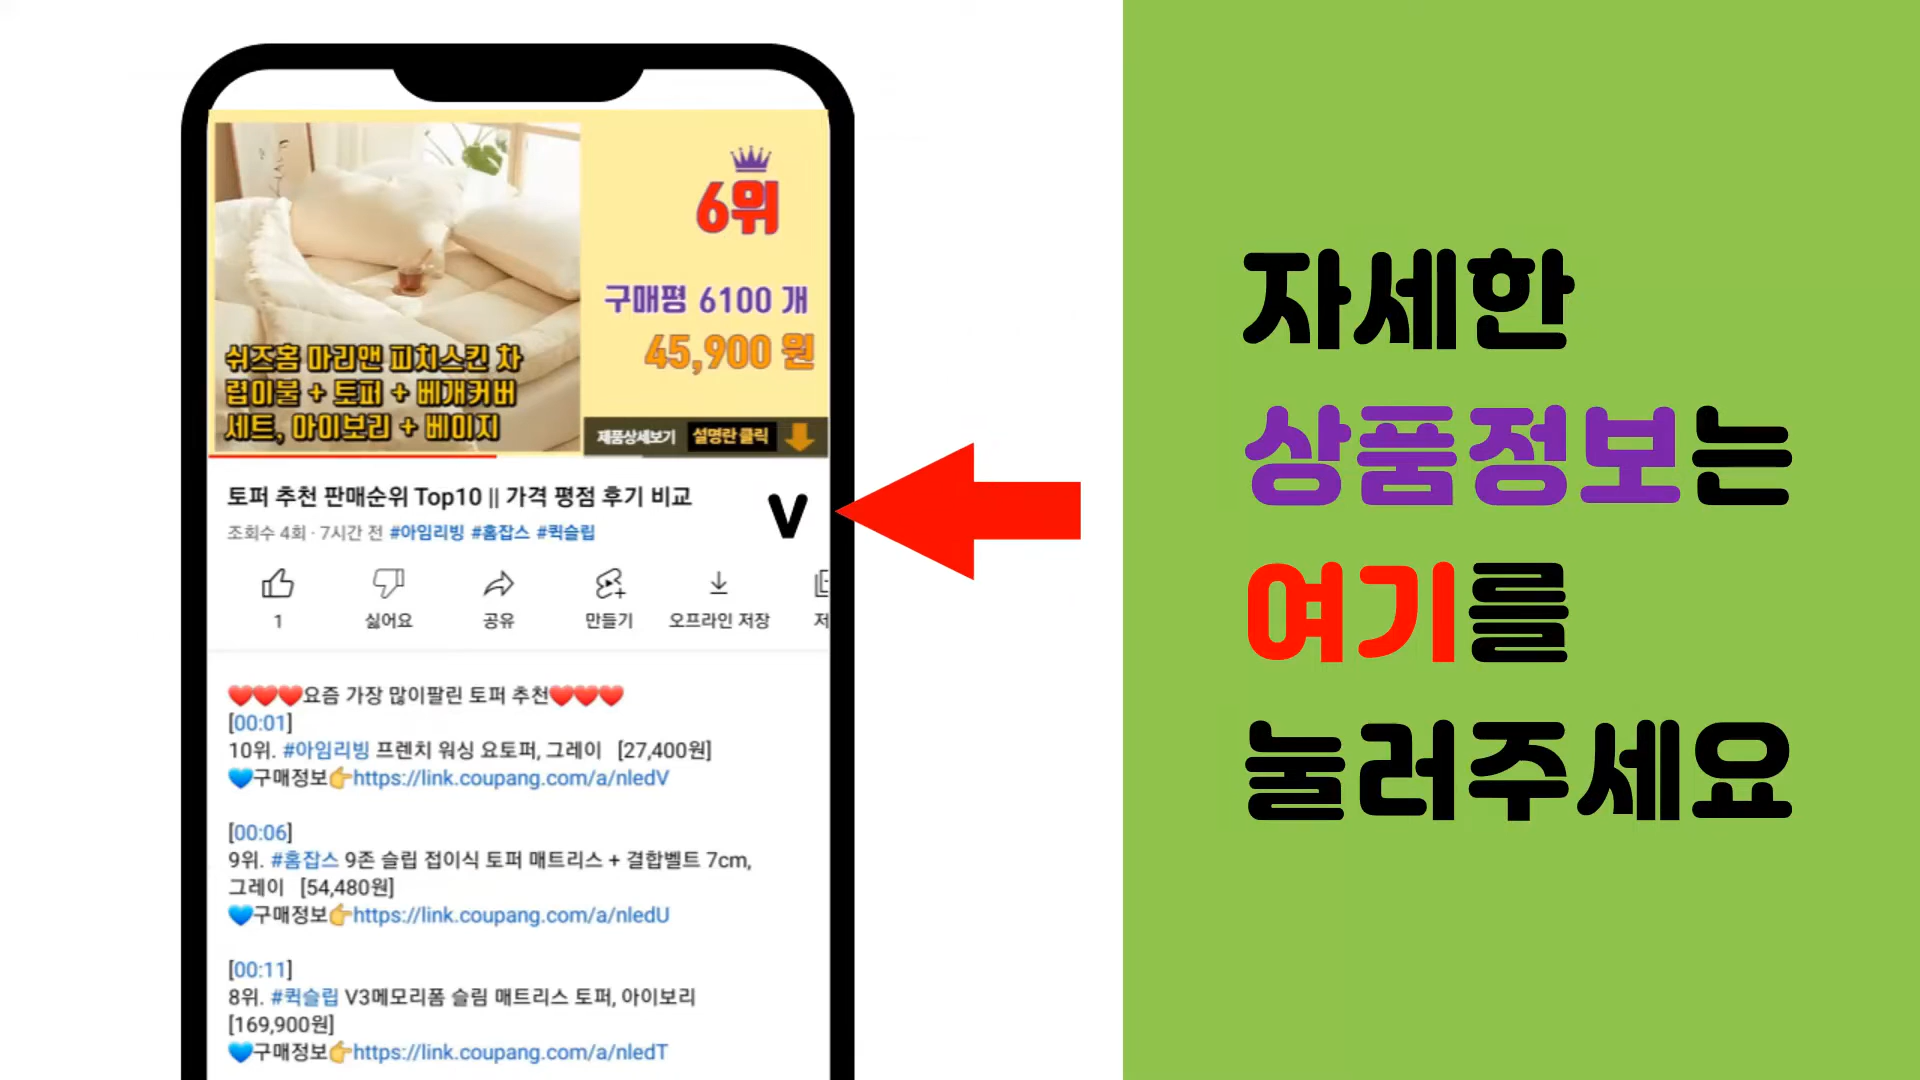 6위
구매평 6100 개
45,900 원
쉬즈홈 마리앤 피치스킨 차
렵이불 + 토퍼 + 베개커버
세트, 아이보리 + 베이지
제품상세보기 설명란 클릭
토퍼 추천 판매순위 Top10 || 가격 평점 후기 비교
V
조회수 4회 · 7시간 전 #아임리빙 #홈잡스 #퀵슬립
1 싫어요 공유 만들기 오프라인 저장 저
❤️❤️❤️요즘 가장 많이팔린 토퍼 추천❤️❤️❤️
[00:01]
10위. #아임리빙 프렌치 워싱 요토퍼, 그레이 [27,400원]
💙구매정보👉https://link.coupang.com/a/nledV
[00:06]
9위. #홈잡스 9존 슬립 접이식 토퍼 매트리스 + 결합벨트 7cm,
그레이 [54,480원]
💙구매정보👉https://link.coupang.com/a/nledU
[00:11]
8위. #퀵슬립 V3메모리폼 슬림 매트리스 토퍼, 아이보리
[169,900원]
💙구매정보👉https://link.coupang.com/a/nledT
자세한
상품정보는
여기를
눌러주세요